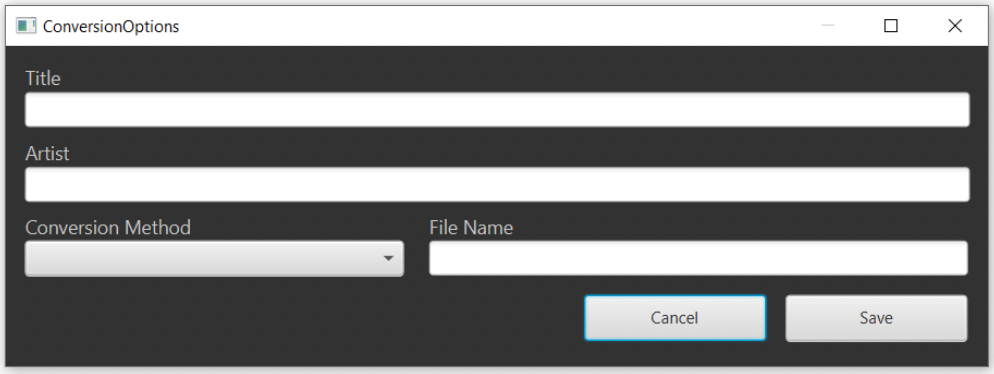 ConversionOptions
Title
Artist
Conversion Method File Name
Cancel Save